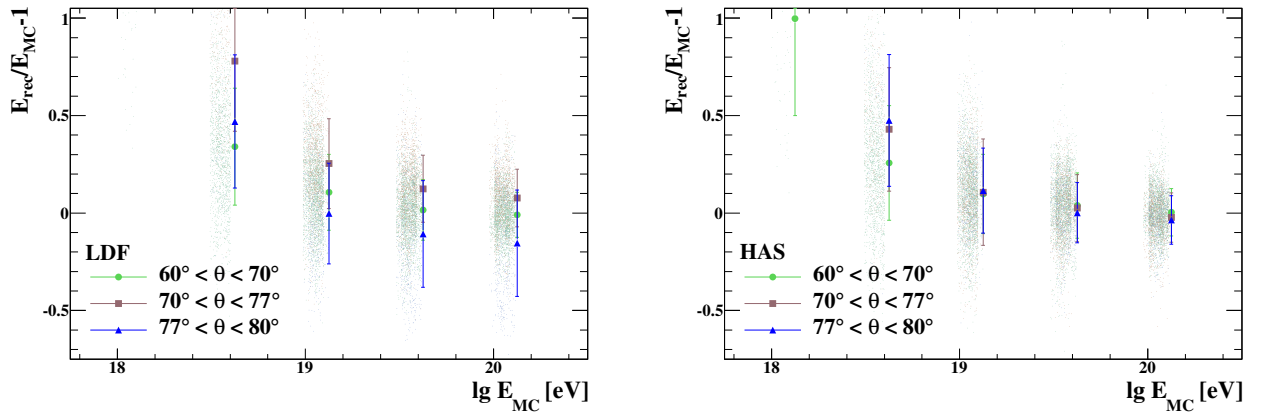 E_rec/E_MC-1
1
0.5
0
-0.5
LDF
60° < θ < 70°
70° < θ < 77°
77° < θ < 80°
18
19
20
lg E_MC [eV]
E_rec/E_MC-1
1
0.5
0
-0.5
HAS
60° < θ < 70°
70° < θ < 77°
77° < θ < 80°
18
19
20
lg E_MC [eV]